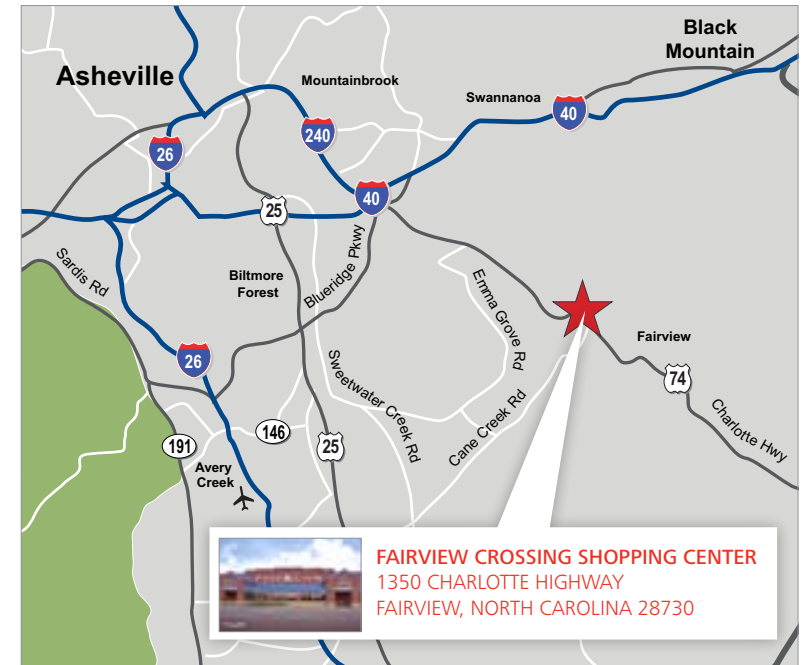 Black
Mountain
Asheville
Mountainbrook
Swannanoa
40
240
26
40
25
Sardis Rd
Biltmore
Forest
Blueridge Pkwy
Emma Grove Rd
Fairview
26
74
Sweetwater Creek Rd
Cane Creek Rd
Charlotte Hwy
191
146
25
Avery
Creek
FAIRVIEW CROSSING SHOPPING CENTER
1350 CHARLOTTE HIGHWAY
FAIRVIEW, NORTH CAROLINA 28730